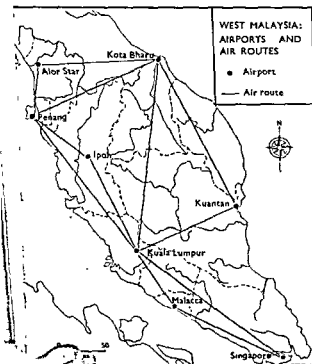 WEST MALAYSIA:
AIRPORTS AND
AIR ROUTES
Airport
Air route
N
Kota Bharu
Alor Star
Penang
Ipoh
Kuantan
Kuala Lumpur
Malacca
Singapor
50